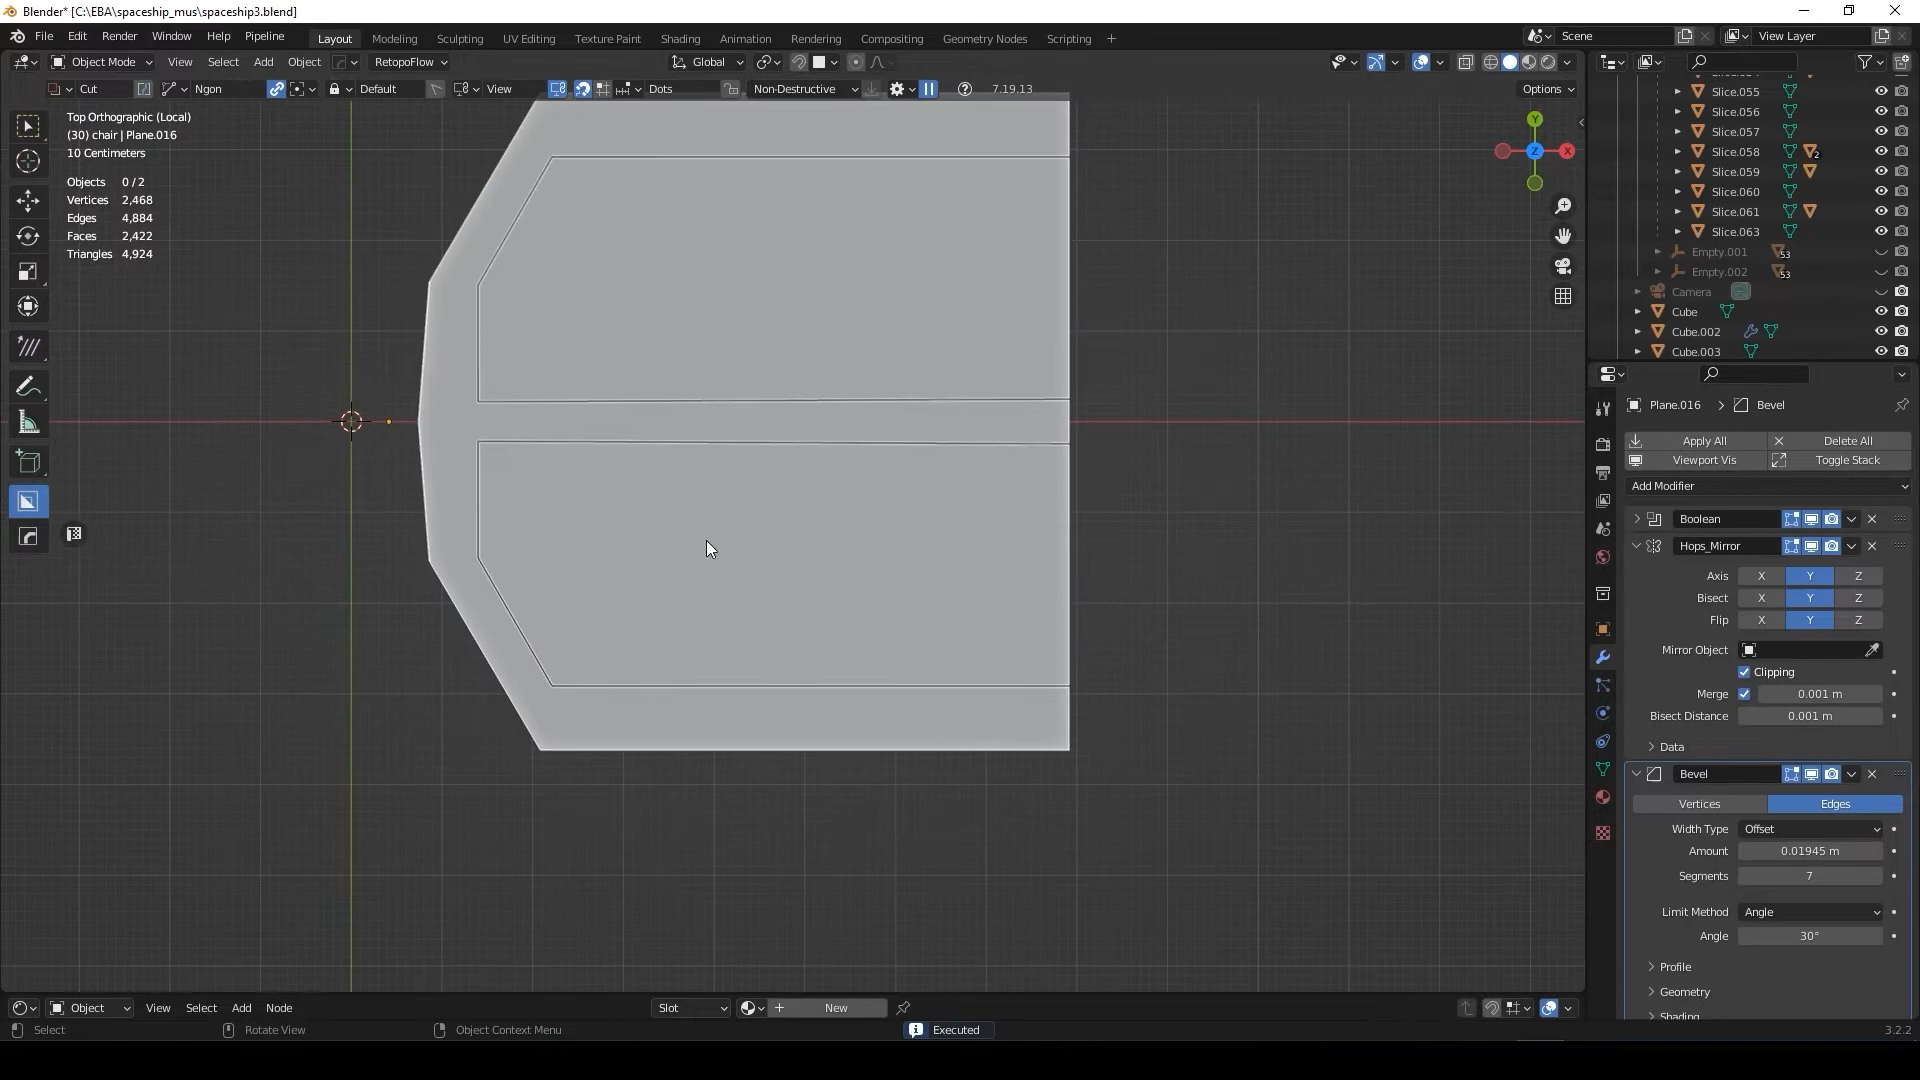 Blender* [C:\EBA\spaceship_mus\spaceship3.blend]
File Edit Render Window Help Pipeline Layout Modeling Sculpting UV Editing Texture Paint Shading Animation Rendering Compositing Geometry Nodes Scripting + Scene View Layer
Object Mode View Select Add Object RetopoFlow Global
Cut Ngon Default View Dots Non-Destructive 7.19.13 Options
Top Orthographic (Local)
(30) chair | Plane.016
10 Centimeters
Objects 0 / 2
Vertices 2,468
Edges 4,884
Faces 2,422
Triangles 4,924
Y
X
Z
Slice.055
Slice.056
Slice.057
Slice.058 2
Slice.059
Slice.060
Slice.061
Slice.063
Empty.001 53
Empty.002 53
Camera
Cube
Cube.002
Cube.003
Plane.016 > Bevel
Apply All Delete All
Viewport Vis Toggle Stack
Add Modifier
Boolean
Hops_Mirror
Axis X Y Z
Bisect X Y Z
Flip X Y Z
Mirror Object
Clipping
Merge 0.001 m
Bisect Distance 0.001 m
Data
Bevel
Vertices Edges
Width Type Offset
Amount 0.01945 m
Segments 7
Limit Method Angle
Angle 30°
Profile
Geometry
Shading
Object View Select Add Node Slot New
Select Rotate View Object Context Menu Executed 3.2.2